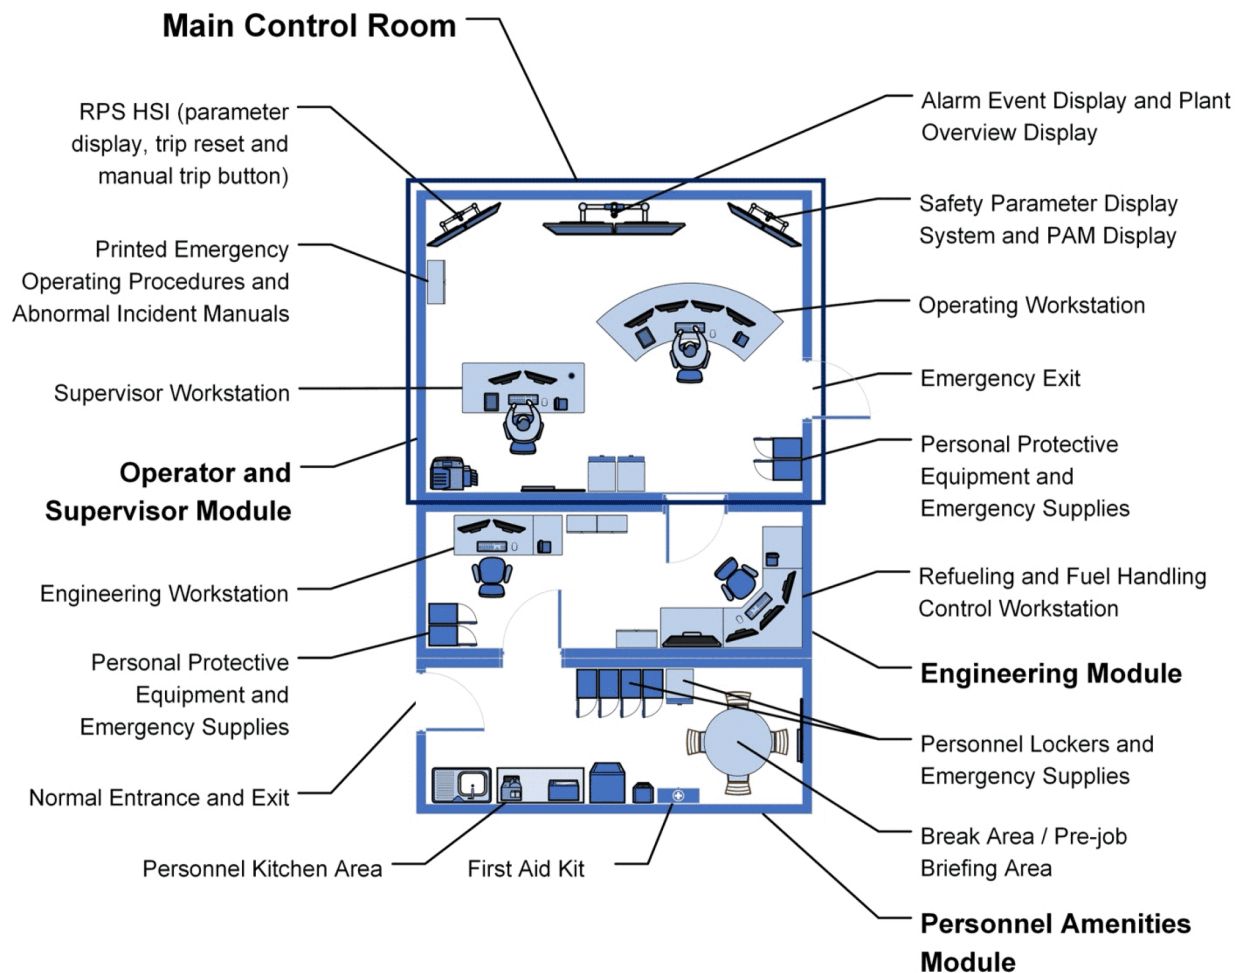 Main Control Room
RPS HSI (parameter
display, trip reset and
manual trip button)
Printed Emergency
Operating Procedures and
Abnormal Incident Manuals
Supervisor Workstation
Operator and
Supervisor Module
Engineering Workstation
Personal Protective
Equipment and
Emergency Supplies
Normal Entrance and Exit
Personnel Kitchen Area
First Aid Kit
Alarm Event Display and Plant
Overview Display
Safety Parameter Display
System and PAM Display
Operating Workstation
Emergency Exit
Personal Protective
Equipment and
Emergency Supplies
Refueling and Fuel Handling
Control Workstation
Engineering Module
Personnel Lockers and
Emergency Supplies
Break Area / Pre-job
Briefing Area
Personnel Amenities
Module